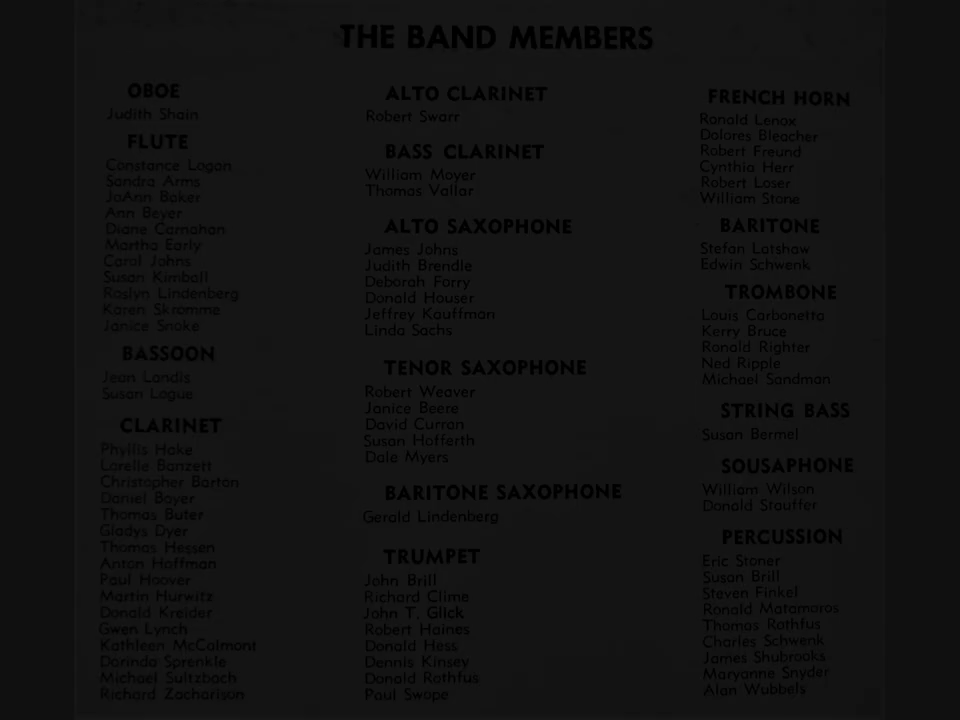 THE BAND MEMBERS
OBOE
Judith Shain
FLUTE
Constance Logan
Sandra Arms
JoAnn Baker
Ann Beyer
Diane Carnahan
Martha Early
Carol Johns
Susan Kimball
Roslyn Lindenberg
Karen Skromme
Janice Snoke
BASSOON
Jean Landis
Susan Logue
CLARINET
Phyllis Hake
Larelle Banzett
Christopher Barton
Daniel Boyer
Thomas Buter
Gladys Dyer
Thomas Hessen
Anton Hoffman
Paul Hoover
Martin Hurwitz
Donald Kreider
Gwen Lynch
Kathleen McCalmont
Dorinda Sprenkle
Michael Sultzbach
Richard Zacharison
ALTO CLARINET
Robert Swarr
BASS CLARINET
William Moyer
Thomas Vallar
ALTO SAXOPHONE
James Johns
Judith Brendle
Deborah Forry
Donald Houser
Jeffrey Kauffman
Linda Sachs
TENOR SAXOPHONE
Robert Weaver
Janice Beere
David Curran
Susan Hofferth
Dale Myers
BARITONE SAXOPHONE
Gerald Lindenberg
TRUMPET
John Brill
Richard Clime
John T. Glick
Robert Haines
Donald Hess
Dennis Kinsey
Donald Rothfus
Paul Swope
FRENCH HORN
Ronald Lenox
Dolores Bleacher
Robert Freund
Cynthia Herr
Robert Loser
William Stone
BARITONE
Stefan Latshaw
Edwin Schwenk
TROMBONE
Louis Carbonetta
Kerry Bruce
Ronald Righter
Ned Ripple
Michael Sandman
STRING BASS
Susan Bermel
SOUSAPHONE
William Wilson
Donald Stauffer
PERCUSSION
Eric Stoner
Susan Brill
Steven Finkel
Ronald Matamoros
Thomas Rothfus
Charles Schwenk
James Shubrooks
Maryanne Snyder
Alan Wubbels